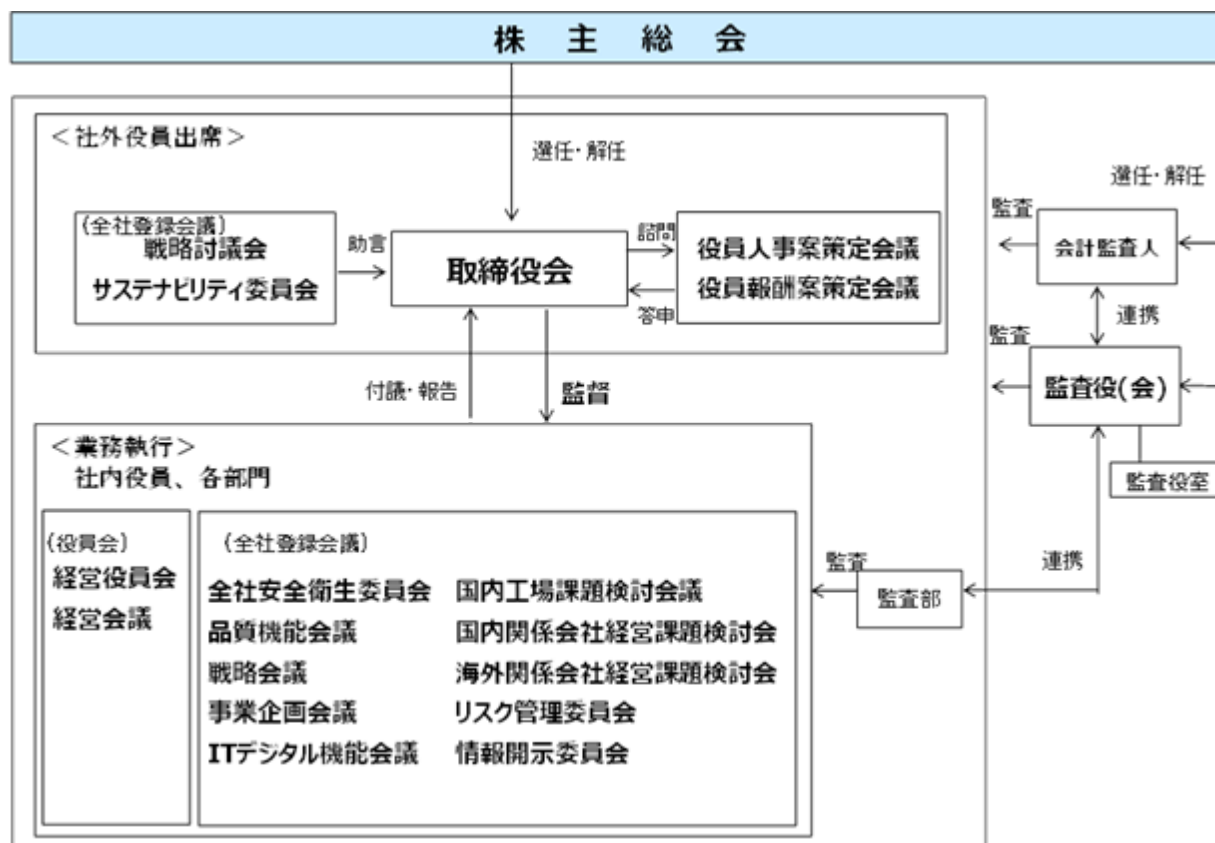 株 主 総 会
＜社外役員出席＞
選任・解任
(全社登録会議)
戦略討議会
サステナビリティ委員会
助言
取締役会
諮問
答申
役員人事案策定会議
役員報酬案策定会議
選任・解任
監査
会計監査人
連携
監査
監査役(会)
監査役室
付議・報告
監督
＜業務執行＞
社内役員、各部門
(役員会)
経営役員会
経営会議
(全社登録会議)
全社安全衛生委員会
品質機能会議
戦略会議
事業企画会議
ITデジタル機能会議
国内工場課題検討会議
国内関係会社経営課題検討会
海外関係会社経営課題検討会
リスク管理委員会
情報開示委員会
監査
監査部
連携